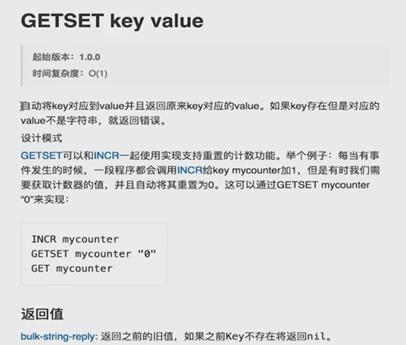 GETSET key value
起始版本：1.0.0
时间复杂度：O(1)
自动将key对应到value并且返回原来key对应的value。如果key存在但是对应的
value不是字符串，就返回错误。
设计模式
GETSET可以和INCR一起使用实现支持重置的计数功能。举个例子：每当有事
件发生的时候，一段程序都会调用INCR给key mycounter加1，但是有时我们需
要获取计数器的值，并且自动将其重置为0。这可以通过GETSET mycounter
“0”来实现：
INCR mycounter
GETSET mycounter "0"
GET mycounter
返回值
bulk-string-reply: 返回之前的旧值，如果之前Key不存在将返回nil。